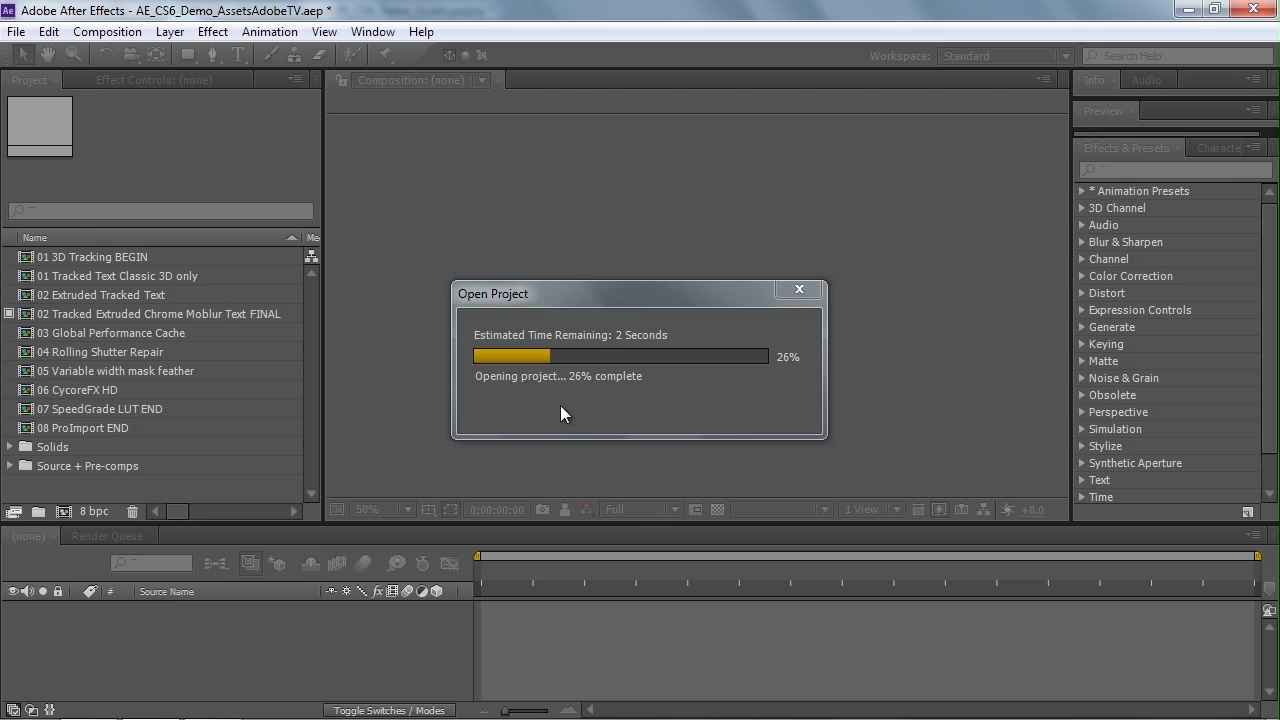 Ae Adobe After Effects - AE_CS6_Demo_AssetsAdobeTV.aep *
File Edit Composition Layer Effect Animation View Window Help
T Workspace: Standard Search Help
Project × Effect Controls: (none) Composition: (none) × Info × Audio
Preview ×
Effects & Presets × Characte
* Animation Presets
3D Channel
Audio
Blur & Sharpen
Channel
Color Correction
Distort
Expression Controls
Generate
Keying
Matte
Noise & Grain
Obsolete
Perspective
Simulation
Stylize
Synthetic Aperture
Text
Time
Name Me
01 3D Tracking BEGIN
01 Tracked Text Classic 3D only
02 Extruded Tracked Text
02 Tracked Extruded Chrome Moblur Text FINAL
03 Global Performance Cache
04 Rolling Shutter Repair
05 Variable width mask feather
06 CycoreFX HD
07 SpeedGrade LUT END
08 ProImport END
Solids
Source + Pre-comps
8 bpc
Open Project X
Estimated Time Remaining: 2 Seconds
26%
Opening project... 26% complete
50% 0:00:00:00 Full 1 View +0.0
(none) × Render Queue
# Source Name fx
Toggle Switches / Modes